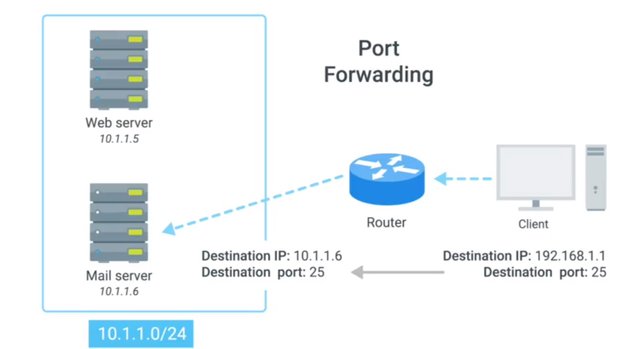 Port
Forwarding
Web server
10.1.1.5
Mail server
10.1.1.6
Router
Client
Destination IP: 10.1.1.6
Destination port: 25
Destination IP: 192.168.1.1
Destination port: 25
10.1.1.0/24